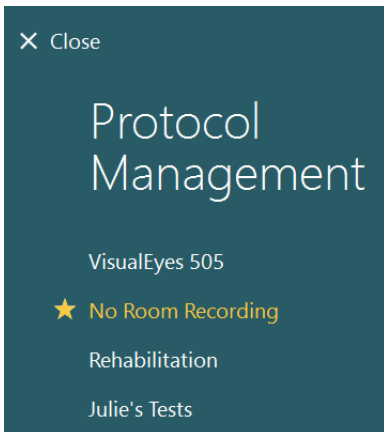 Close
Protocol
Management
VisualEyes 505
No Room Recording
Rehabilitation
Julie's Tests